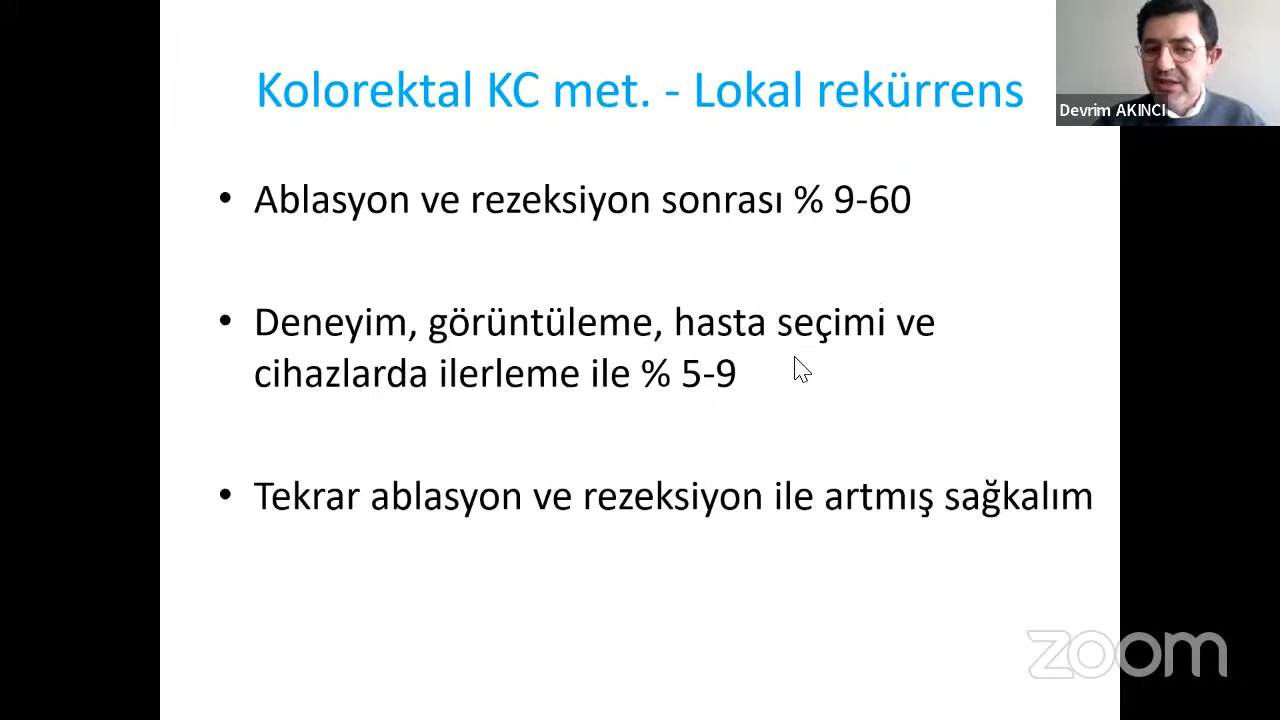 Kolorektal KC met. - Lokal rekürrens
Devrim AKINCI
• Ablasyon ve rezeksiyon sonrası % 9-60
• Deneyim, görüntüleme, hasta seçimi ve
cihazlarda ilerleme ile % 5-9
• Tekrar ablasyon ve rezeksiyon ile artmış sağkalım
zoom